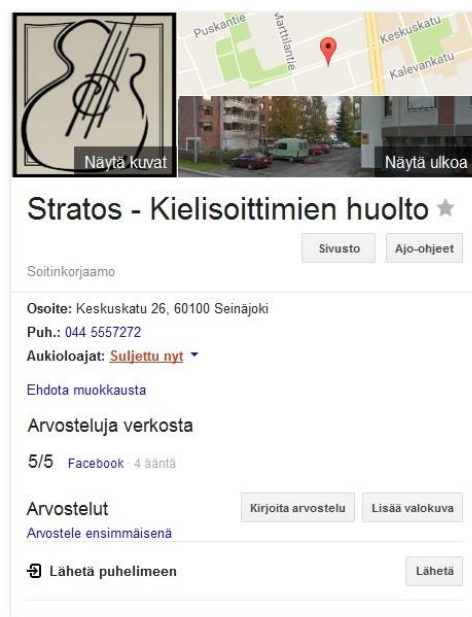 Puskantie
Marttilantie
Keskuskatu
Kalevankatu
Näytä kuvat
Näytä ulkoa
Stratos - Kielisoittimien huolto
Sivusto
Ajo-ohjeet
Soitinkorjaamo
Osoite: Keskuskatu 26, 60100 Seinäjoki
Puh.: 044 5557272
Aukioloajat: Suljettu nyt
Ehdota muokkausta
Arvosteluja verkosta
5/5 Facebook · 4 ääntä
Arvostelut
Kirjoita arvostelu
Lisää valokuva
Arvostele ensimmäisenä
Lähetä puhelimeen
Lähetä